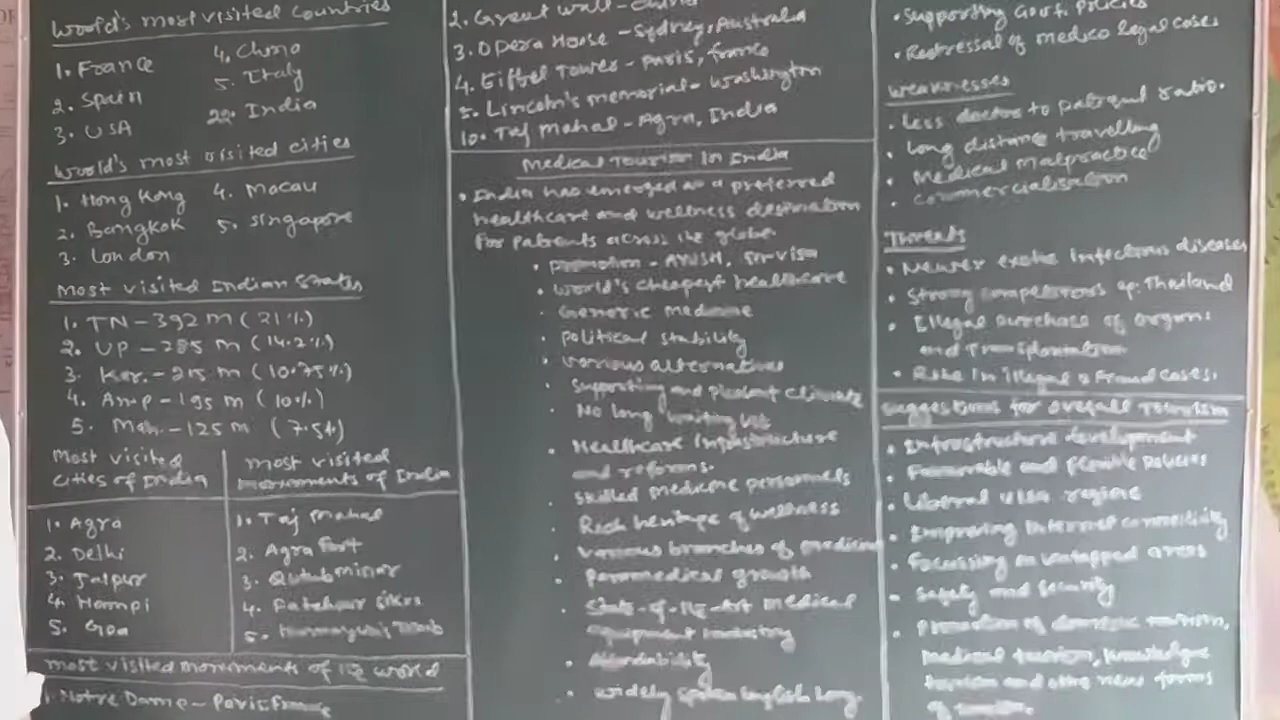 World's most visited countries
1. France
2. Spain
3. USA
4. China
5. Italy
22. India
World's most visited cities
1. Hong Kong
2. Bangkok
3. London
4. Macau
5. Singapore
Most visited Indian States
1. TN - 392 M (21%)
2. UP - 285 M (14.2%)
3. Kar. - 215 M (10.75%)
4. - 195 M (10%)
5. Mah. - 125 M (7.5%)
Most visited
cities of India
1. Agra
2. Delhi
3. Jaipur
4. Hampi
5. Goa
most visited
monuments of India
1. Taj Mahal
2. Agra Fort
3. Qutub minar
4. Fatehpur Sikri
5. Humayun's Tomb
most visited monuments of the world
1. Notre Dame - Paris France
2. Great Wall - China
3. Opera House - Sydney, Australia
4. Eiffel Tower - Paris, France
5. Lincoln's memorial - Washington
10. Taj Mahal - Agra, India
Medical Tourism in India
• India has emerged as a preferred
healthcare and wellness destination
for patients across the globe
• promotion - AYUSH,
• World's cheapest healthcare
• Generic medicine
• political stability
• various alternatives
• Supporting and pleasant climate
• No long waiting list
• Healthcare infrastructure
and reforms.
• skilled medicine personnels
• Rich heritage of wellness
• various branches of medicine
• paramedical growth
• State-of-the-Art medical
equipment industry
• Affordability
• widely spoken English lang.
• Supporting Govt. policies
• Redressal of medico legal cases
Weaknesses
• Less doctor to patient ratio.
• Long distance travelling
• Medical malpractice
• commercialisation
Threats
• Newer exotic infectious diseases
• Strong competitors Thailand
• Illegal purchase of organs
and Transplantation
• Rise in illegal & Fraud cases.
Suggestions for overall Tourism
• Infrastructure development
• Favourable and flexible policies
• Liberal visa regime
• Improving Internet connectivity
• Focussing on untapped areas
• Safety and security
• Promotion of domestic tourism,
medical tourism, knowledge
tourism and other new forms
of tourism.